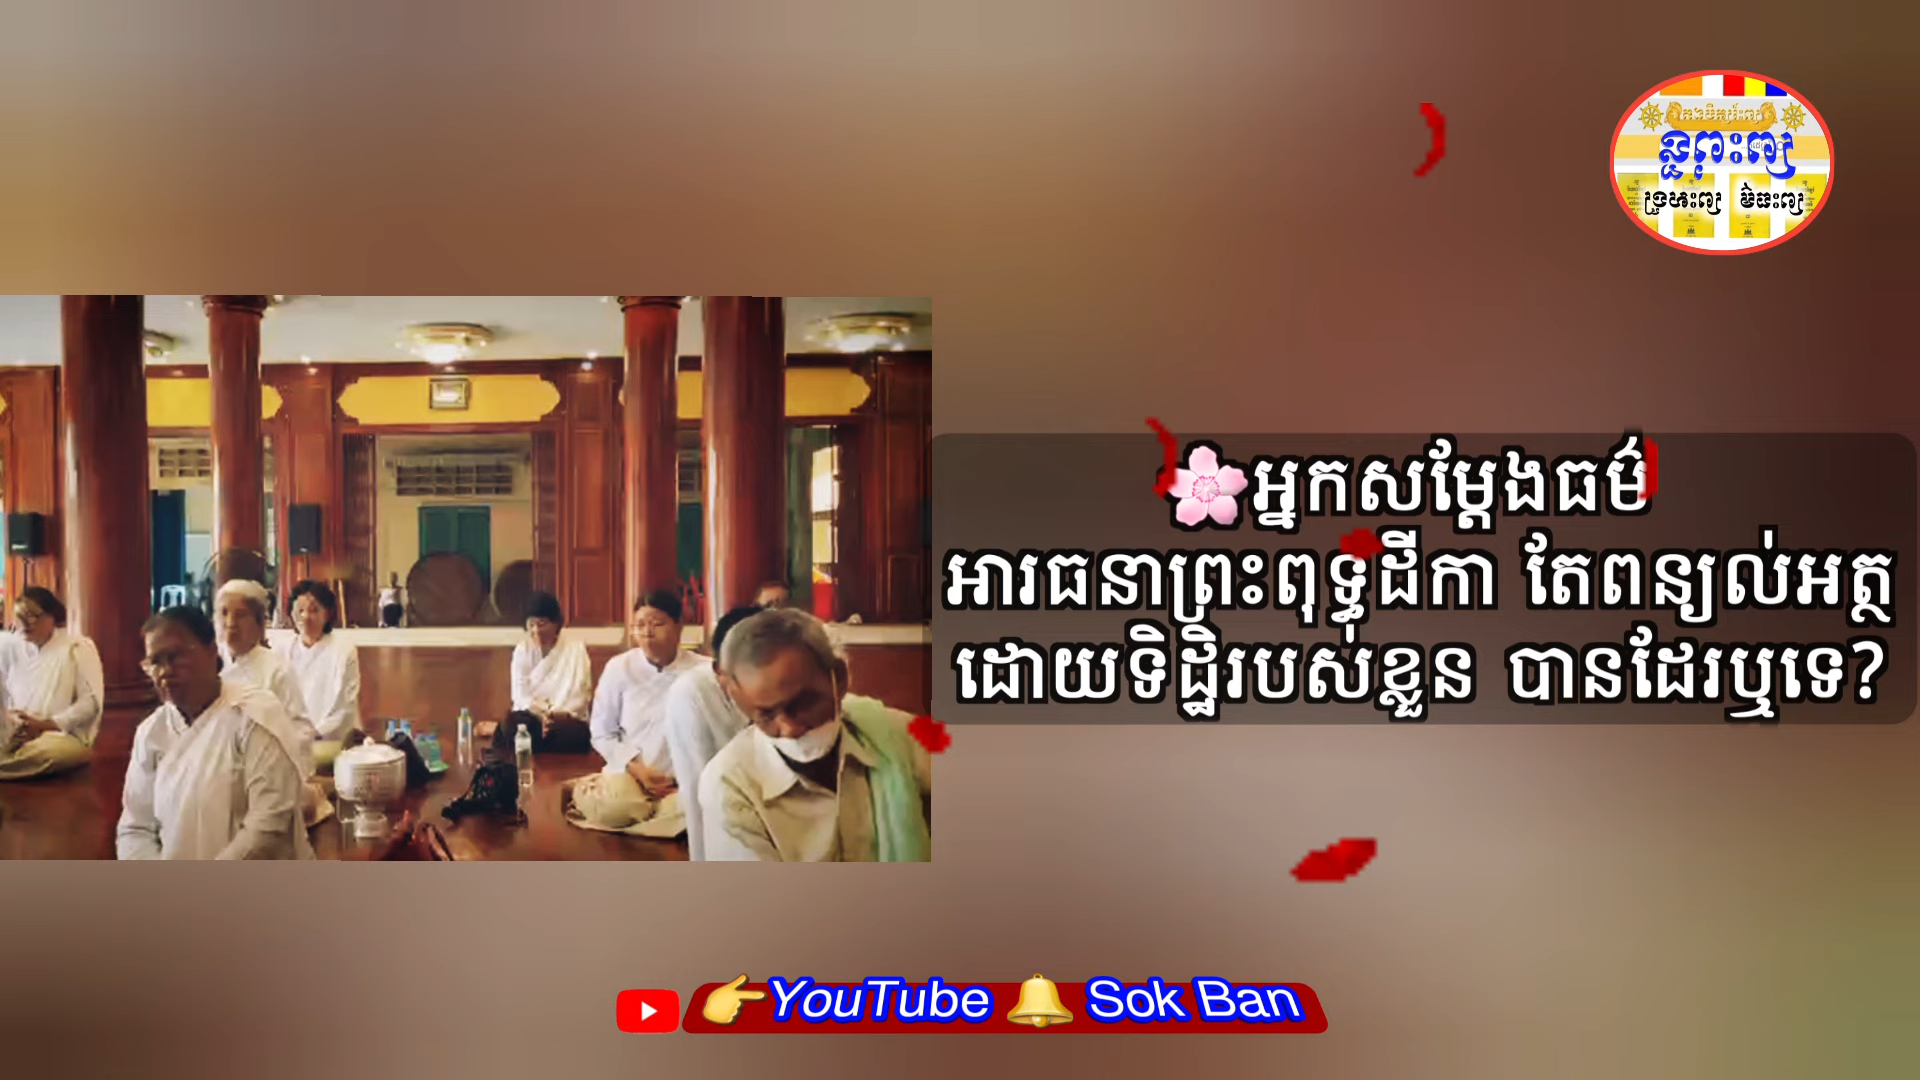 🌸អ្នកសម្ដែងធម៌
អារធនាព្រះពុទ្ធដីកា តែពន្យល់អត្ថ
ដោយទិដ្ឋិរបស់ខ្លួន បានដែរឬទេ?
👉YouTube 🔔 Sok Ban